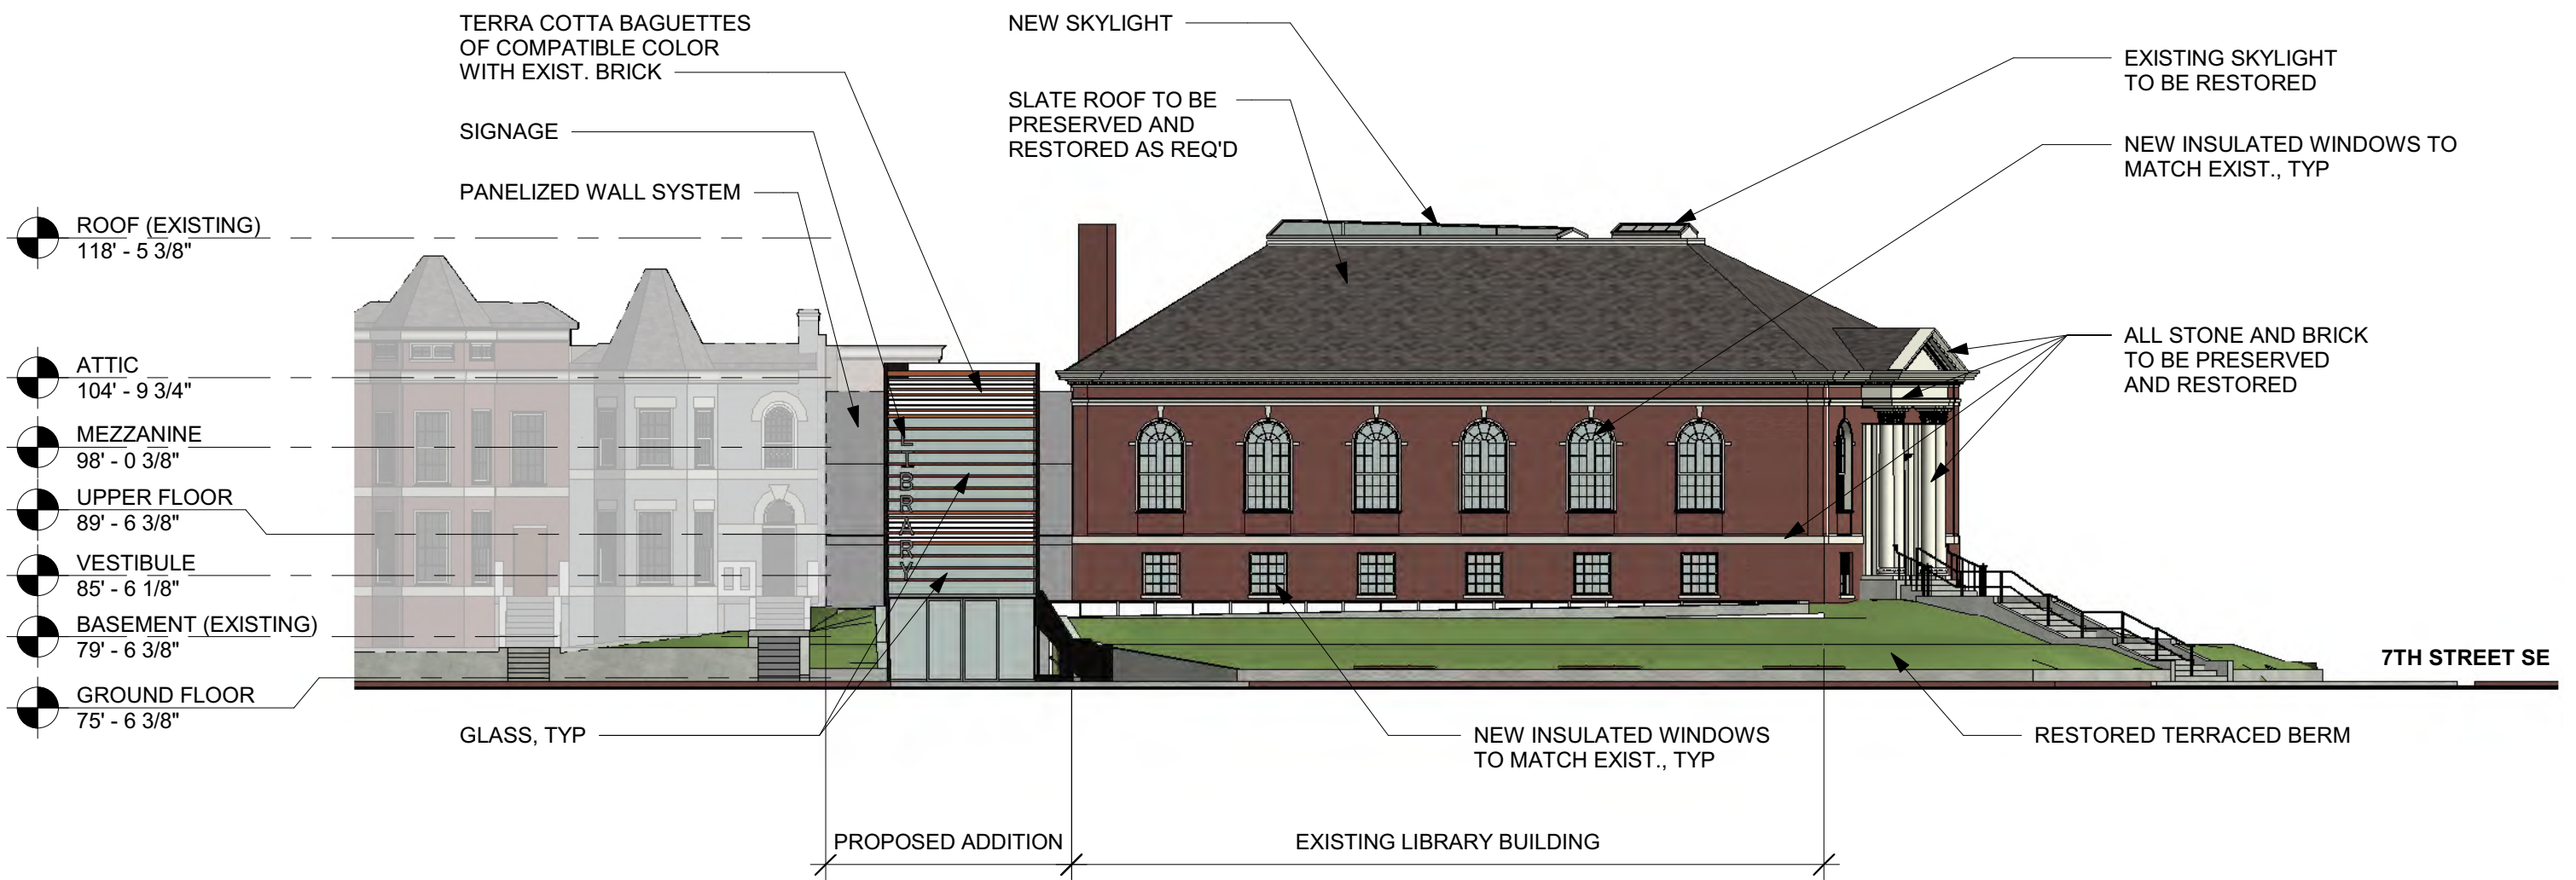 TERRA COTTA BAGUETTES
OF COMPATIBLE COLOR
WITH EXIST. BRICK
SIGNAGE
PANELIZED WALL SYSTEM
NEW SKYLIGHT
SLATE ROOF TO BE
PRESERVED AND
RESTORED AS REQ'D
EXISTING SKYLIGHT
TO BE RESTORED
NEW INSULATED WINDOWS TO
MATCH EXIST., TYP
ALL STONE AND BRICK
TO BE PRESERVED
AND RESTORED
ROOF (EXISTING)
118' - 5 3/8"
ATTIC
104' - 9 3/4"
MEZZANINE
98' - 0 3/8"
UPPER FLOOR
89' - 6 3/8"
VESTIBULE
85' - 6 1/8"
BASEMENT (EXISTING)
79' - 6 3/8"
GROUND FLOOR
75' - 6 3/8"
LIBRARY
7TH STREET SE
GLASS, TYP
NEW INSULATED WINDOWS
TO MATCH EXIST., TYP
RESTORED TERRACED BERM
PROPOSED ADDITION
EXISTING LIBRARY BUILDING